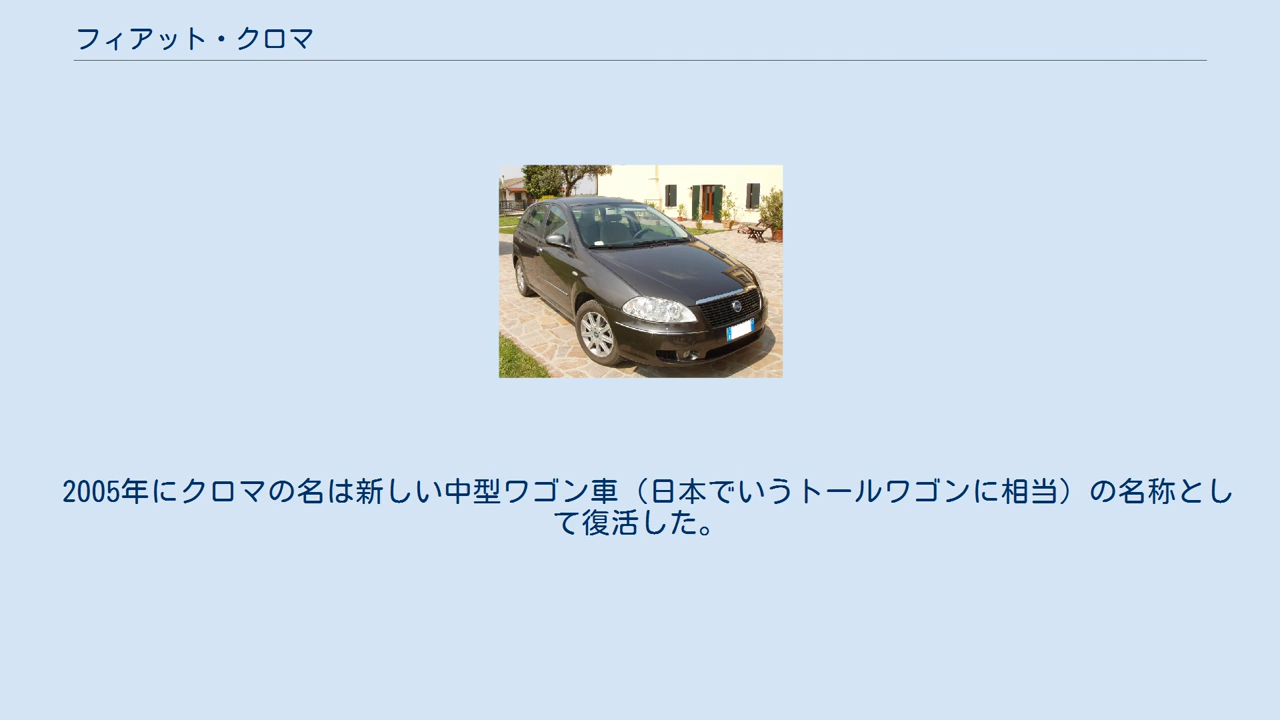 フィアット・クロマ
2005年にクロマの名は新しい中型ワゴン車（日本でいうトールワゴンに相当）の名称とし
て復活した。